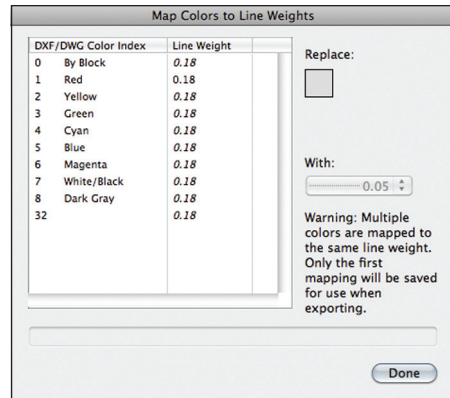 Map Colors to Line Weights
DXF/DWG Color Index Line Weight
0 By Block 0.18
1 Red 0.18
2 Yellow 0.18
3 Green 0.18
4 Cyan 0.18
5 Blue 0.18
6 Magenta 0.18
7 White/Black 0.18
8 Dark Gray 0.18
32 0.18
Replace:
With:
0.05
Warning: Multiple
colors are mapped to
the same line weight.
Only the first
mapping will be saved
for use when
exporting.
Done